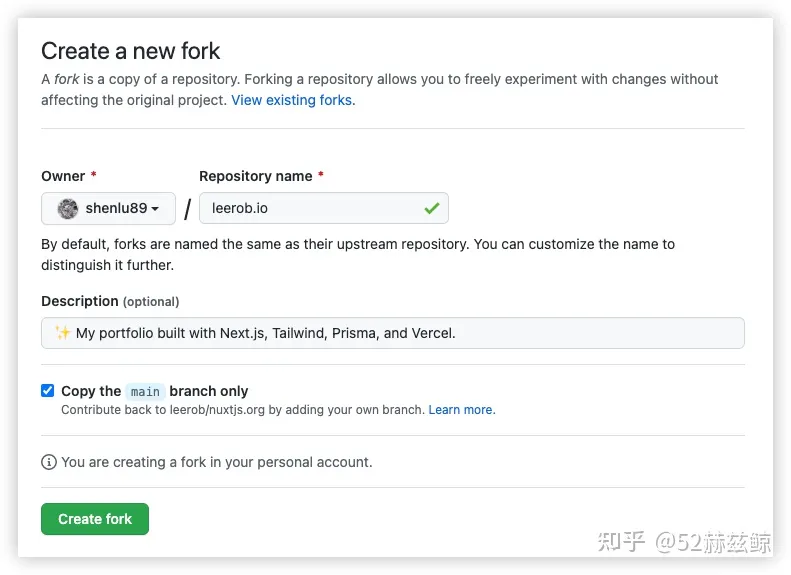 Create a new fork
A fork is a copy of a repository. Forking a repository allows you to freely experiment with changes without
affecting the original project. View existing forks.
Owner * Repository name *
shenlu89 / leerob.io
By default, forks are named the same as their upstream repository. You can customize the name to
distinguish it further.
Description (optional)
✨ My portfolio built with Next.js, Tailwind, Prisma, and Vercel.
Copy the main branch only
Contribute back to leerob/nuxtjs.org by adding your own branch. Learn more.
You are creating a fork in your personal account.
Create fork
知乎 @52赫兹鲸